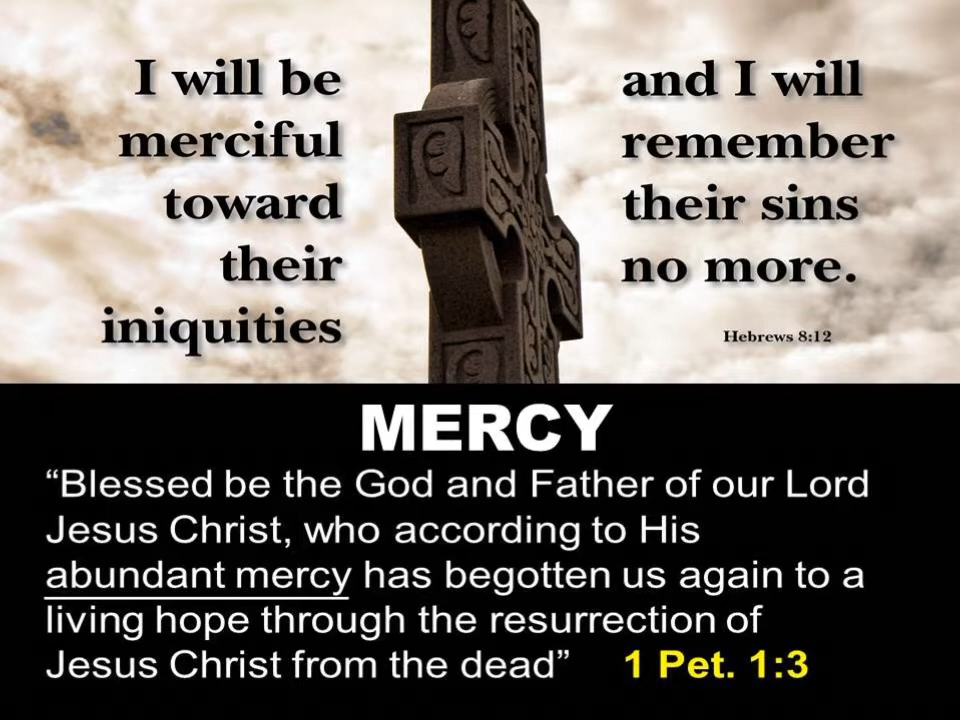 I will be
merciful
toward
their
iniquities
and I will
remember
their sins
no more.
Hebrews 8:12
MERCY
“Blessed be the God and Father of our Lord
Jesus Christ, who according to His
abundant mercy has begotten us again to a
living hope through the resurrection of
Jesus Christ from the dead” 1 Pet. 1:3